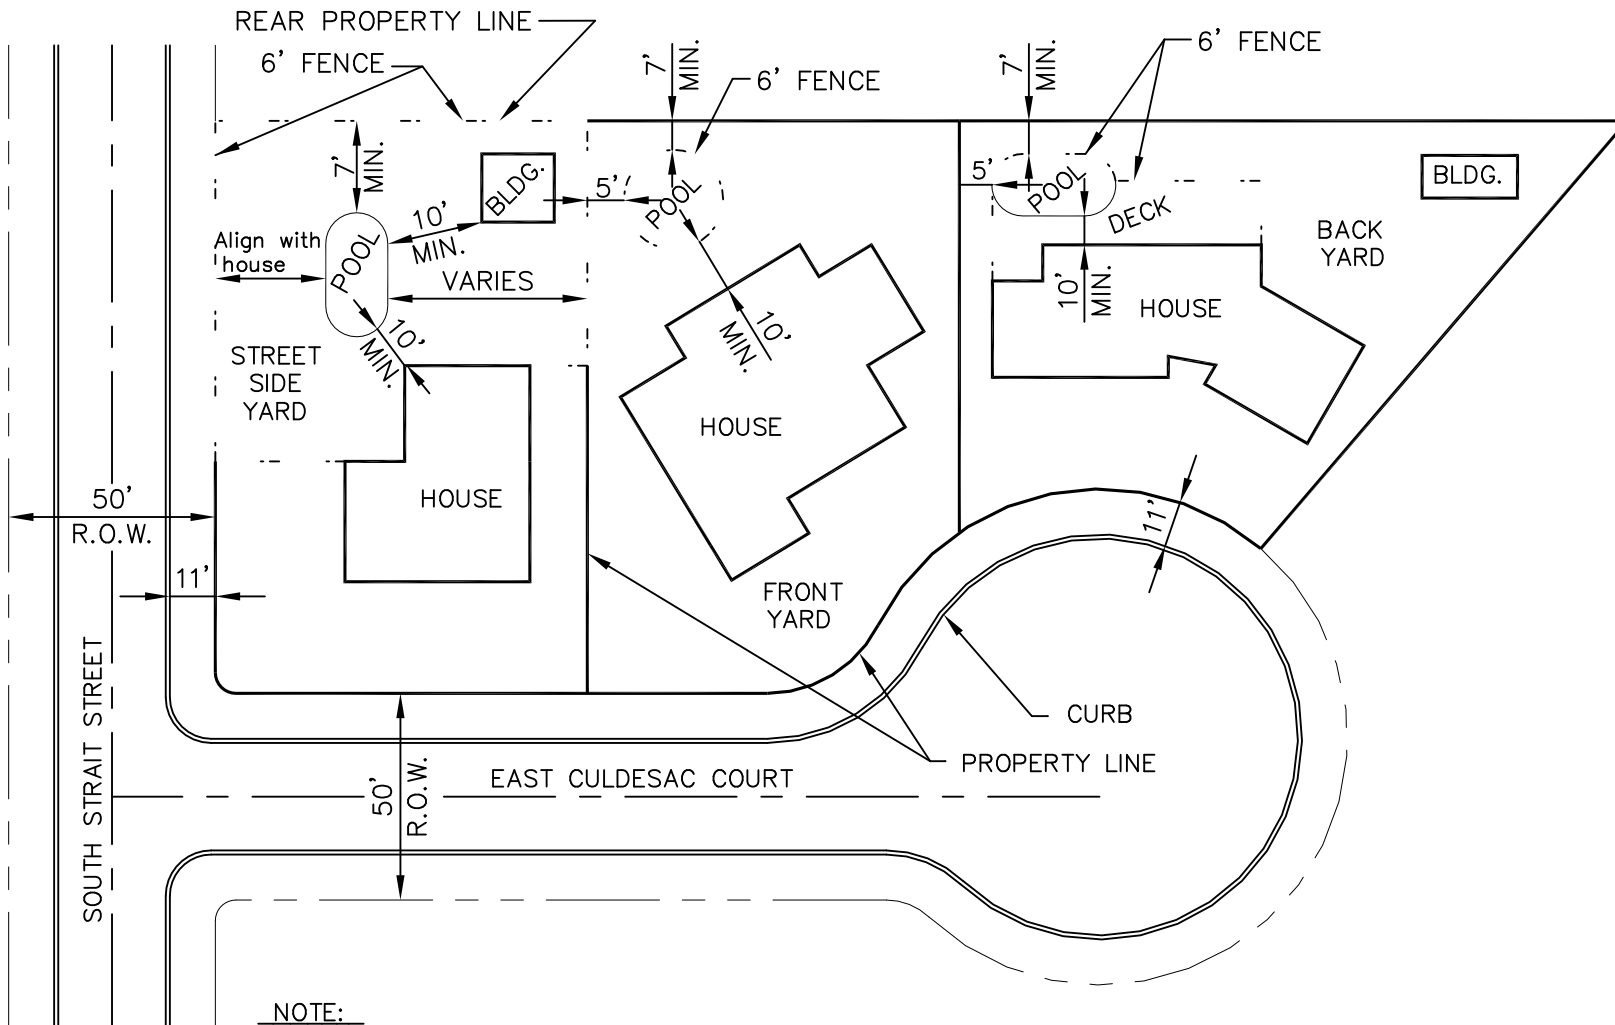 REAR PROPERTY LINE
6' FENCE
7'
MIN.
6' FENCE
7'
MIN.
6' FENCE
7'
MIN.
BLDG.
5'
POOL
5'
POOL
DECK
BLDG.
BACK
YARD
10'
MIN.
Align with
house
POOL
VARIES
10'
MIN.
STREET
SIDE
YARD
10'
MIN.
HOUSE
10'
MIN.
HOUSE
HOUSE
50'
R.O.W.
11'
11'
FRONT
YARD
CURB
PROPERTY LINE
SOUTH STRAIT STREET
50'
R.O.W.
EAST CULDESAC COURT
NOTE: